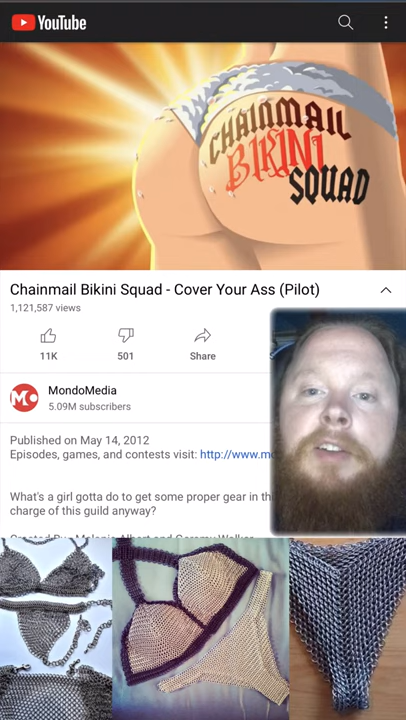 YouTube
CHAINMAIL
BIKINI
SQUAD
Chainmail Bikini Squad - Cover Your Ass (Pilot)
1,121,587 views
11K
501
Share
MondoMedia
5.09M subscribers
Published on May 14, 2012
Episodes, games, and contests visit: http://www.mo
What's a girl gotta do to get some proper gear in thi
charge of this guild anyway?